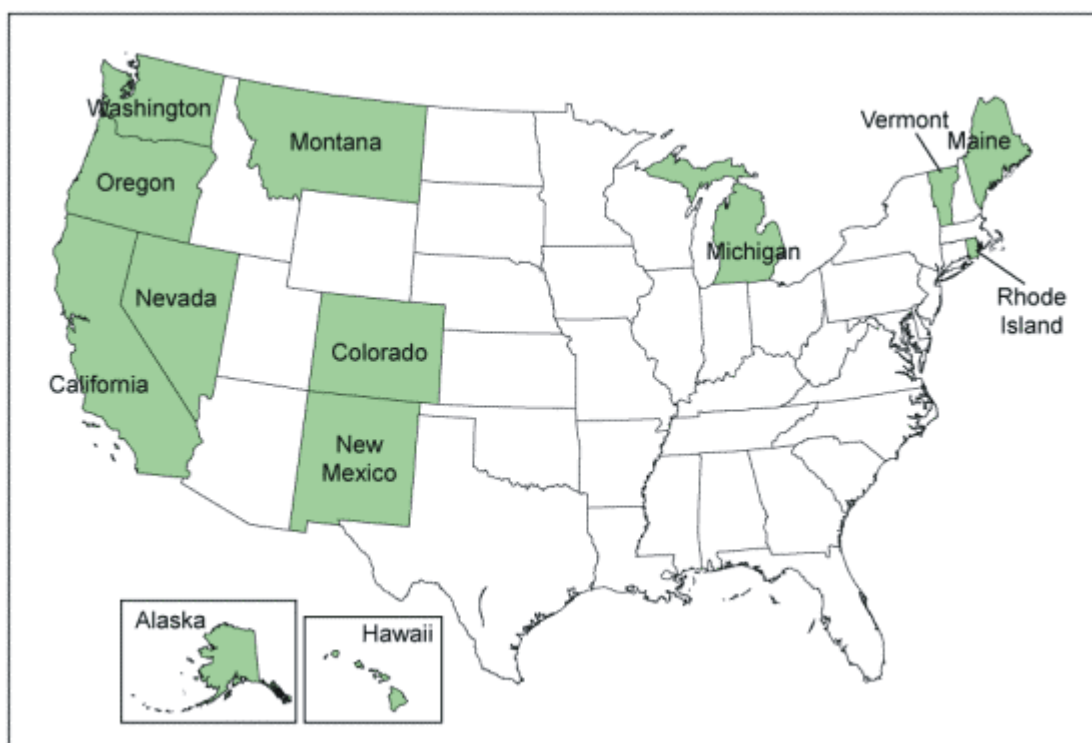 Washington
Montana
Oregon
Vermont
Maine
Michigan
Nevada
Rhode
Island
Colorado
California
New
Mexico
Alaska
Hawaii